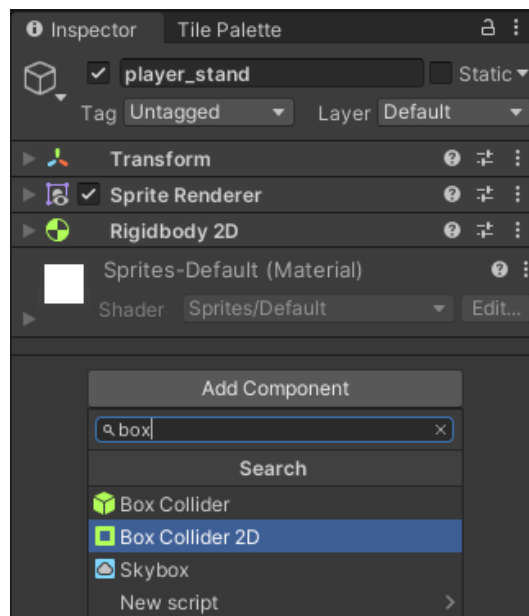 Inspector Tile Palette
player_stand Static
Tag Untagged Layer Default
Transform
Sprite Renderer
Rigidbody 2D
Sprites-Default (Material)
Shader Sprites/Default Edit...
Add Component
box
Search
Box Collider
Box Collider 2D
Skybox
New script